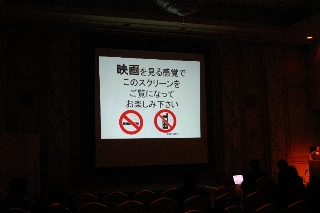 映画を見る感覚で
このスクリーンを
ご覧になって
お楽しみ下さい